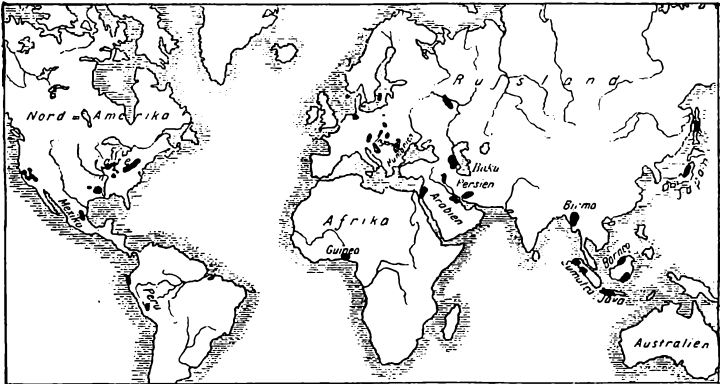 Rußland
Nord-Amerika
Baku
Persien
Mexiko
Arabien
Afrika
Birma
Guinea
Borneo
Sumatra
Java
Peru
Japan
Australien